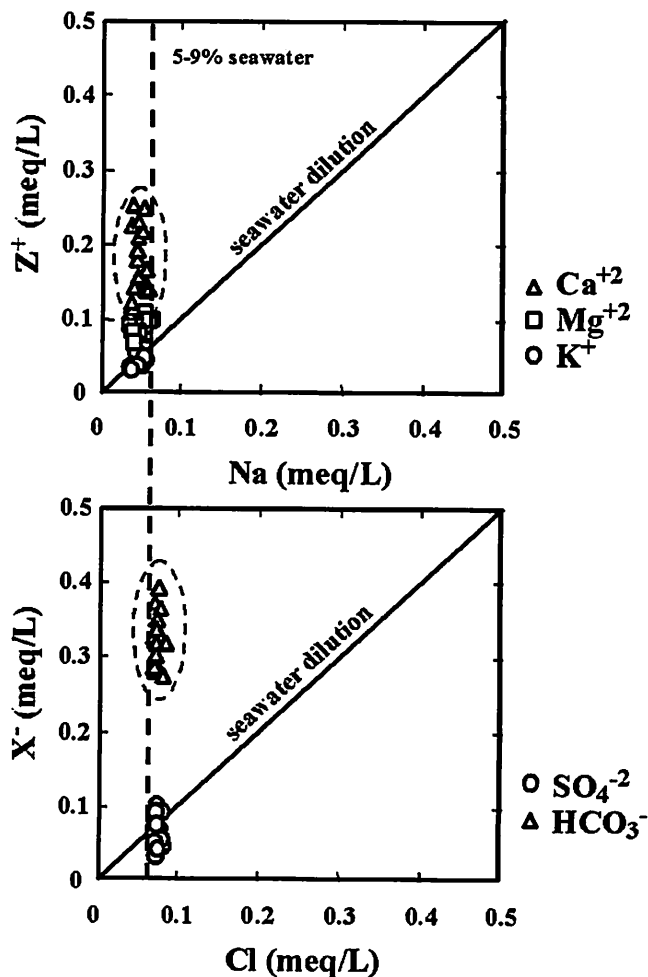 0.5
5-9% seawater
0.4
0.3
seawater dilution
0.2
0.1
0
Z⁺ (meq/L)
△ Ca⁺²
□ Mg⁺²
○ K⁺
0 0.1 0.2 0.3 0.4 0.5
Na (meq/L)
0.5
0.4
0.3
seawater dilution
0.2
0.1
0
X⁻ (meq/L)
○ SO₄⁻²
△ HCO₃⁻
0 0.1 0.2 0.3 0.4 0.5
Cl (meq/L)